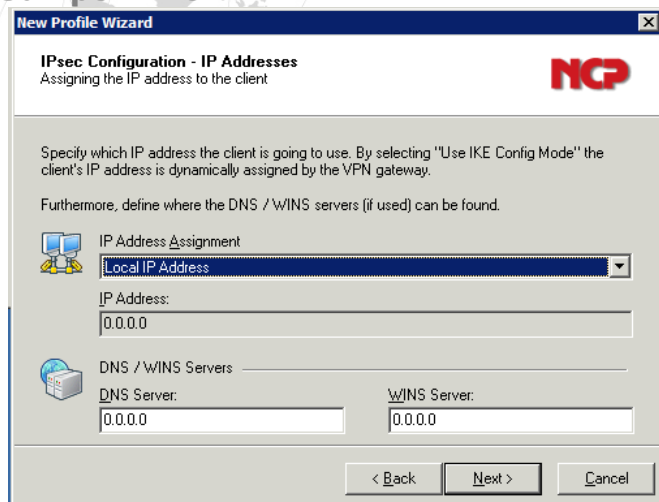 New Profile Wizard
IPsec Configuration - IP Addresses
Assigning the IP address to the client
NCP
Specify which IP address the client is going to use. By selecting "Use IKE Config Mode" the
client's IP address is dynamically assigned by the VPN gateway.
Furthermore, define where the DNS / WINS servers (if used) can be found.
IP Address Assignment
Local IP Address
IP Address:
0.0.0.0
DNS / WINS Servers
DNS Server: WINS Server:
0.0.0.0 0.0.0.0
< Back Next > Cancel